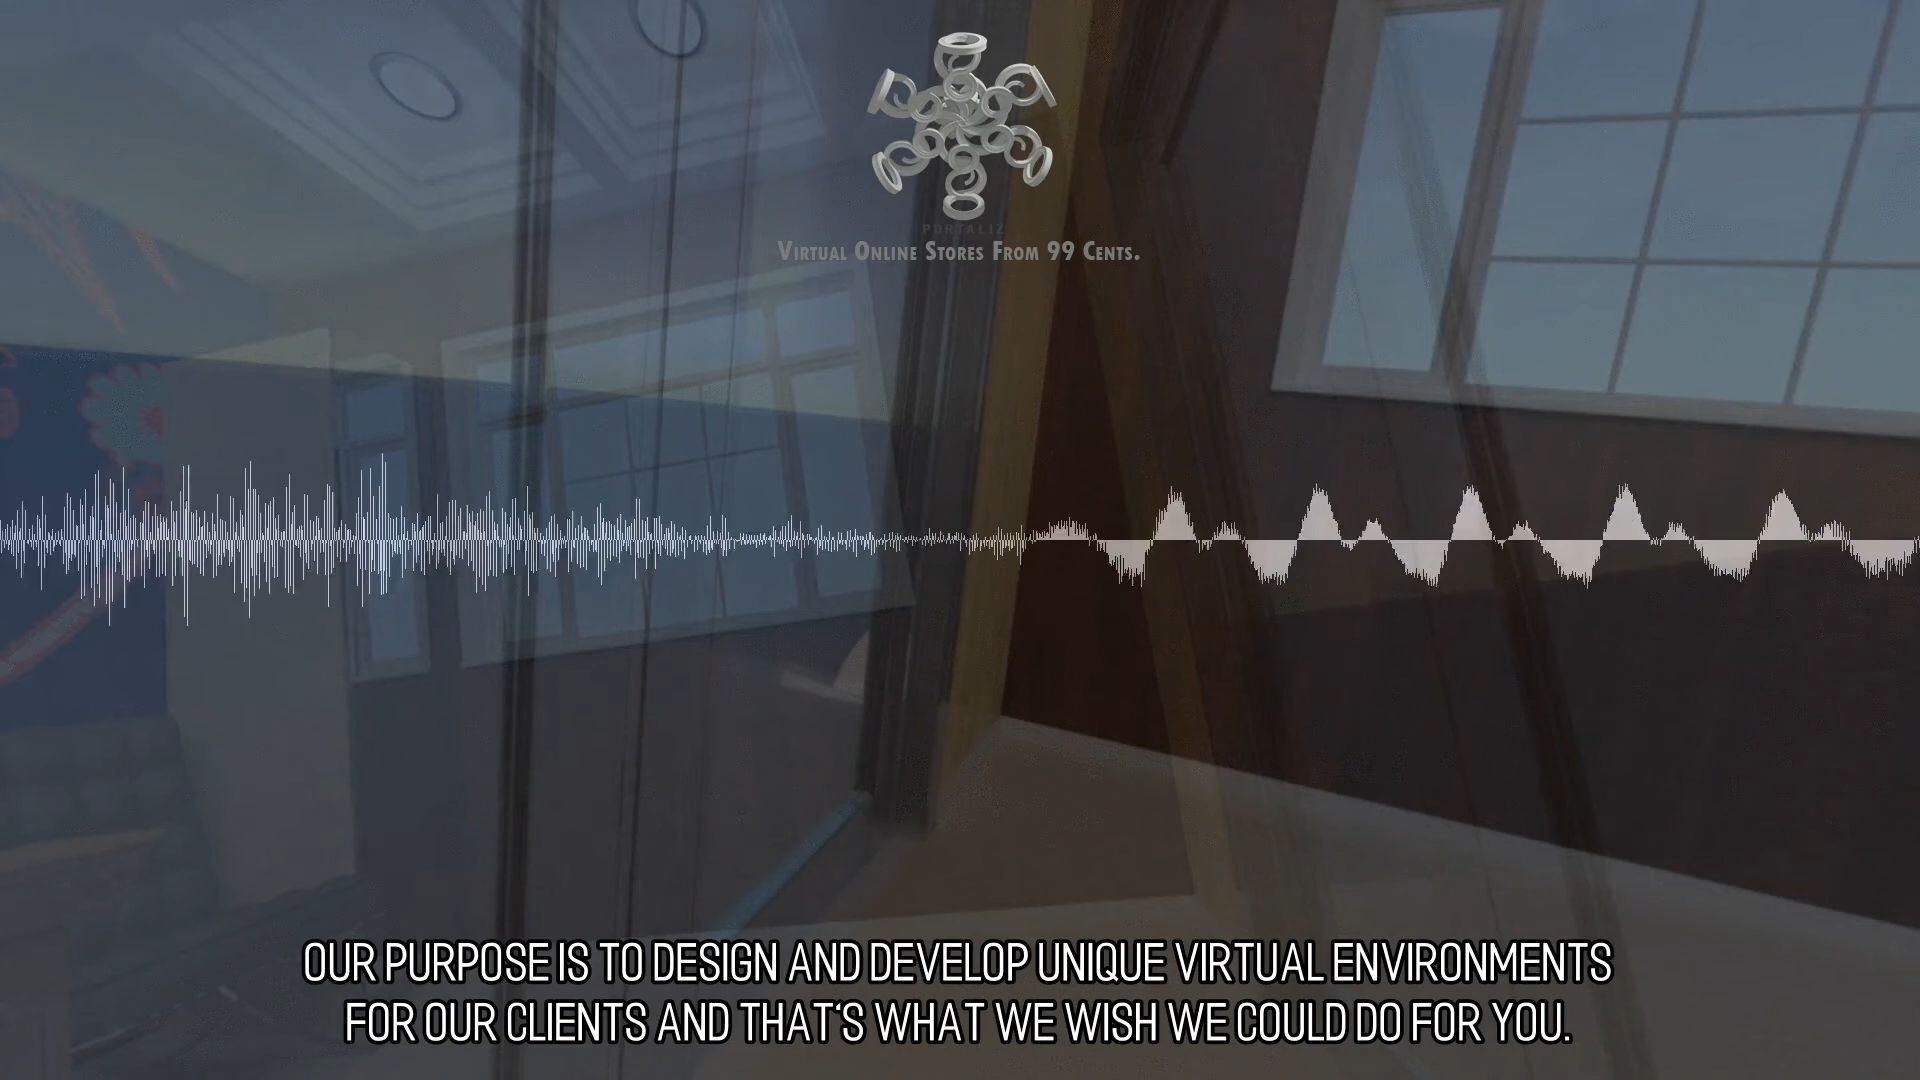 PORTALIZ
Virtual Online Stores From 99 Cents.
OUR PURPOSE IS TO DESIGN AND DEVELOP UNIQUE VIRTUAL ENVIRONMENTS
FOR OUR CLIENTS AND THAT'S WHAT WE WISH WE COULD DO FOR YOU.